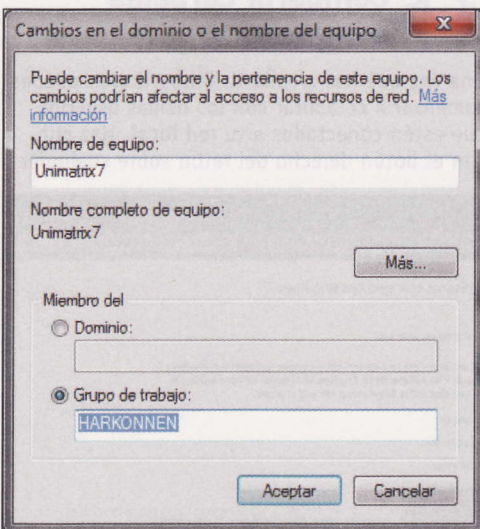 Cambios en el dominio o el nombre del equipo
Puede cambiar el nombre y la pertenencia de este equipo. Los
cambios podrían afectar al acceso a los recursos de red. Más
información
Nombre de equipo:
Unimatrix7
Nombre completo de equipo:
Unimatrix7
Más...
Miembro del
Dominio:
Grupo de trabajo:
HARKONNEN
Aceptar
Cancelar